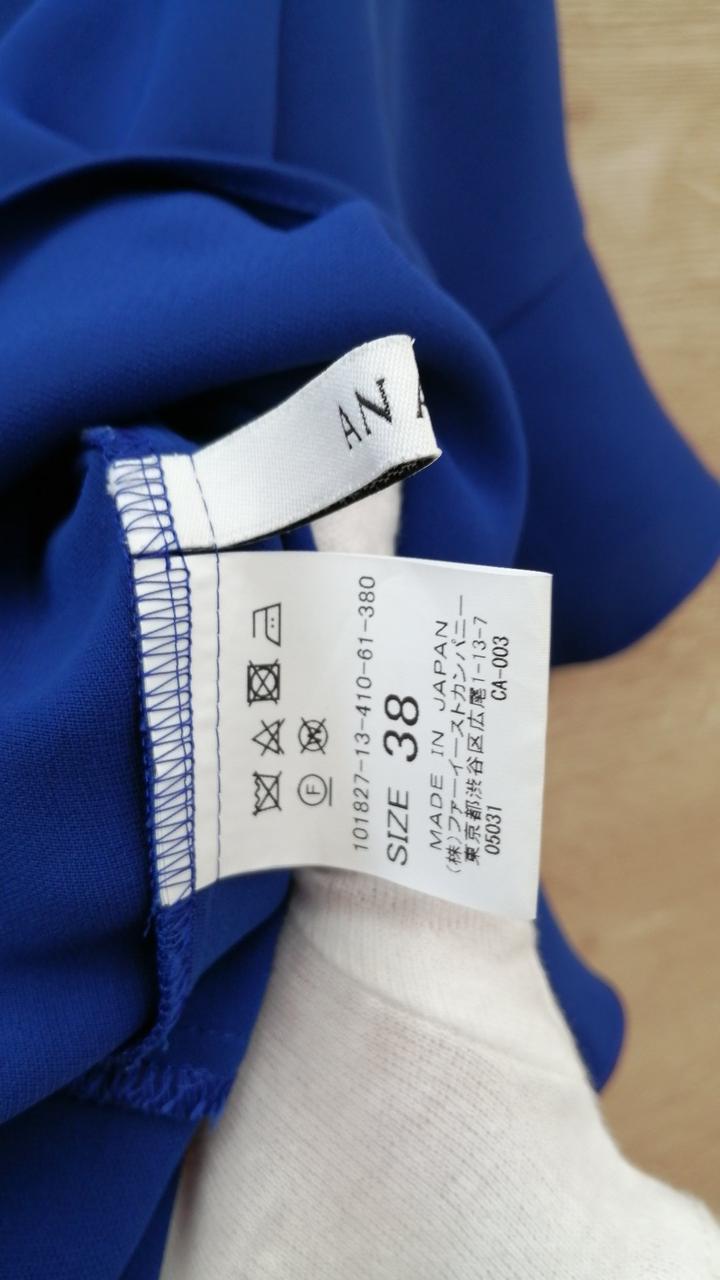 AN
101827-13-410-61-380
SIZE 38
MADE IN JAPAN
(株)ファーイーストカンパニー
東京都渋谷区広尾1-13-7
05031 CA-003